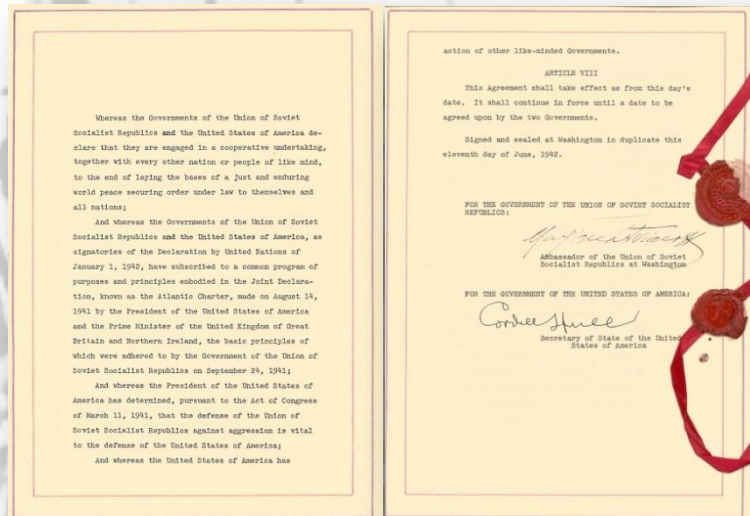 Whereas the Governments of the Union of Soviet
Socialist Republics and the United States of America de-
clare that they are engaged in a cooperative undertaking,
together with every other nation or people of like mind,
to the end of laying the bases of a just and enduring
world peace securing order under law to themselves and
all nations;
And whereas the Governments of the Union of Soviet
Socialist Republics and the United States of America, as
signatories of the Declaration by United Nations of
January 1, 1942, have subscribed to a common program of
purposes and principles embodied in the Joint Declara-
tion, known as the Atlantic Charter, made on August 14,
1941 by the President of the United States of America
and the Prime Minister of the United Kingdom of Great
Britain and Northern Ireland, the basic principles of
which were adhered to by the Government of the Union of
Soviet Socialist Republics on September 24, 1941;
And whereas the President of the United States of
America has determined, pursuant to the Act of Congress
of March 11, 1941, that the defense of the Union of
Soviet Socialist Republics against aggression is vital
to the defense of the United States of America;
And whereas the United States of America has
action of other like-minded Governments.
ARTICLE VIII
This Agreement shall take effect as from this day's
date. It shall continue in force until a date to be
agreed upon by the two Governments.
Signed and sealed at Washington in duplicate this
eleventh day of June, 1942.
FOR THE GOVERNMENT OF THE UNION OF SOVIET SOCIALIST
REPUBLICS:
Ambassador of the Union of Soviet
Socialist Republics at Washington
FOR THE GOVERNMENT OF THE UNITED STATES OF AMERICA:
Cordell Hull
Secretary of State of the United
States of America